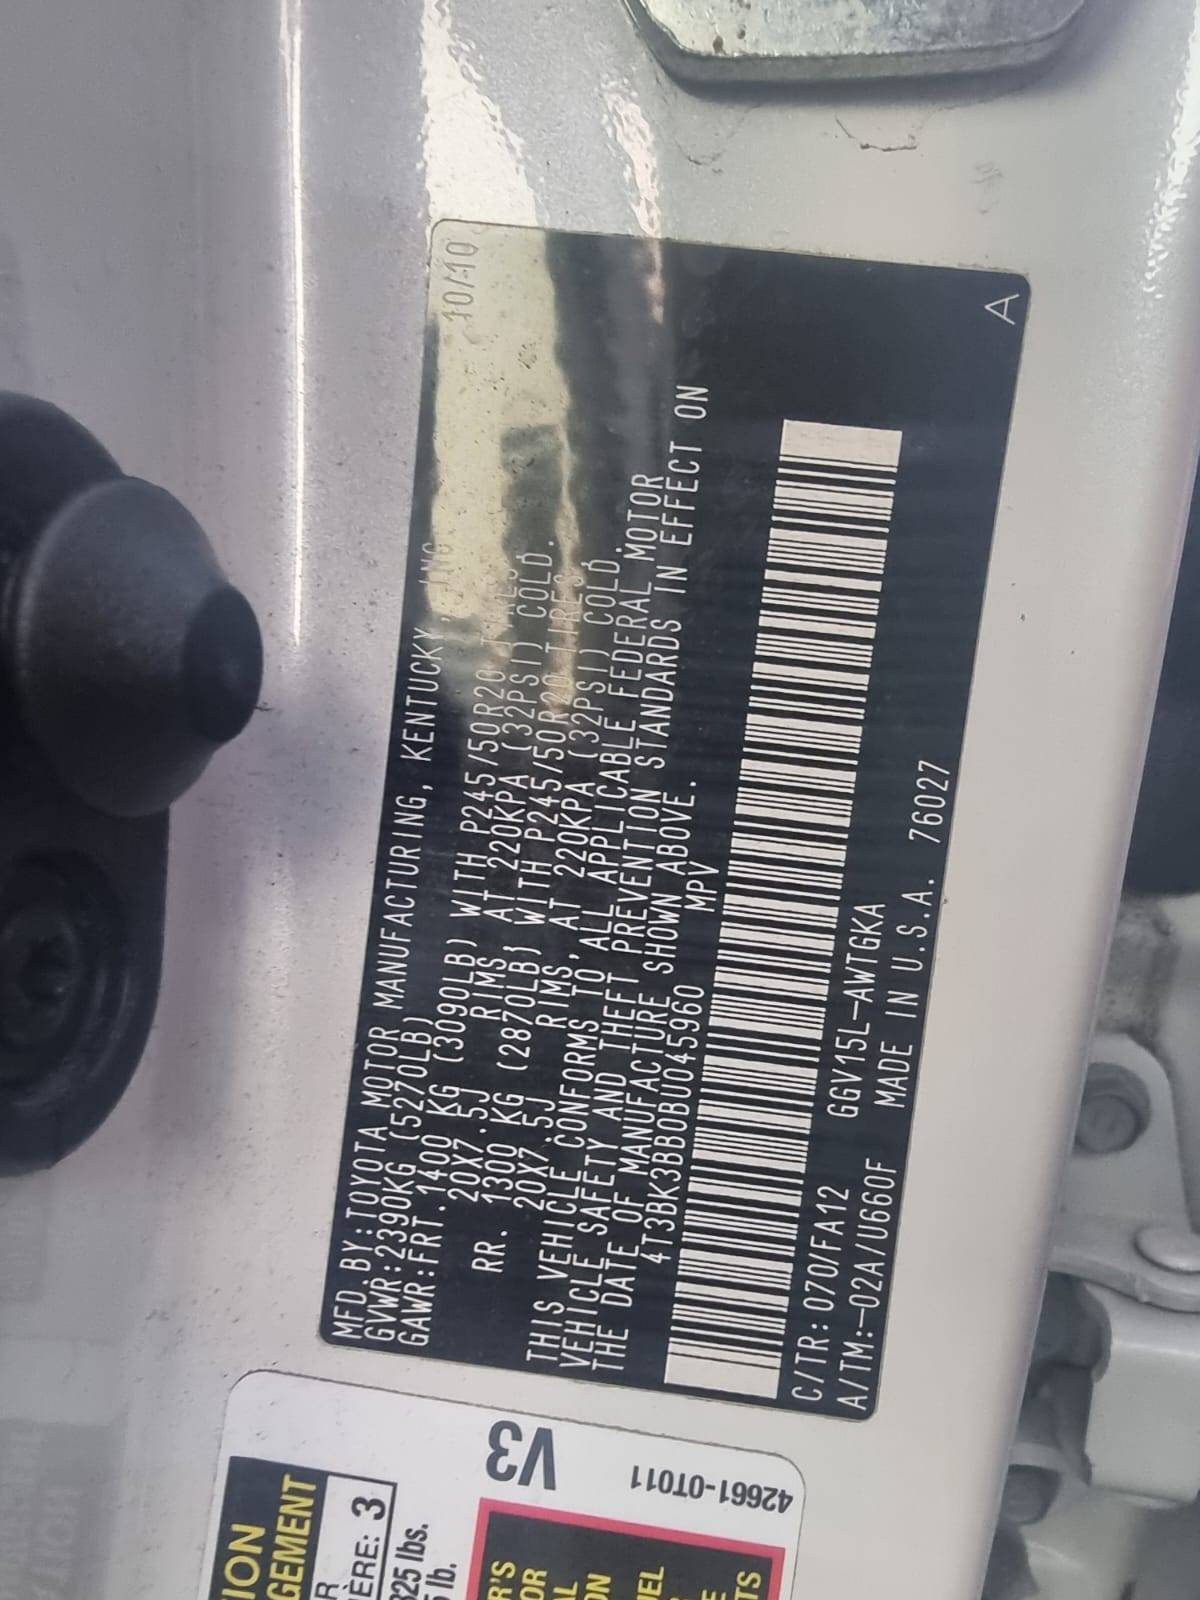 MFD.BY:TOYOTA MOTOR MANUFACTURING, KENTUCKY, INC. 10/10
GVWR:2390KG(5270LB)
GAWR:FRT.1400 KG (3090LB) WITH P245/50R20 TIRES
20X7.5J RIMS, AT 220KPA (32PSI) COLD.
RR. 1300 KG (2870LB) WITH P245/50R20 TIRES
20X7.5J RIMS, AT 220KPA (32PSI) COLD.
THIS VEHICLE CONFORMS TO ALL APPLICABLE FEDERAL MOTOR
VEHICLE SAFETY AND THEFT PREVENTION STANDARDS IN EFFECT ON
THE DATE OF MANUFACTURE SHOWN ABOVE.
4T3BK3BB0BU045960 MPV
C/TR:070/FA12 GGV15L-AWTGKA
A/TM:-02A/U660F MADE IN U.S.A. 76027
A
V3
42661-0T011
GEMENT
3
325 lbs.